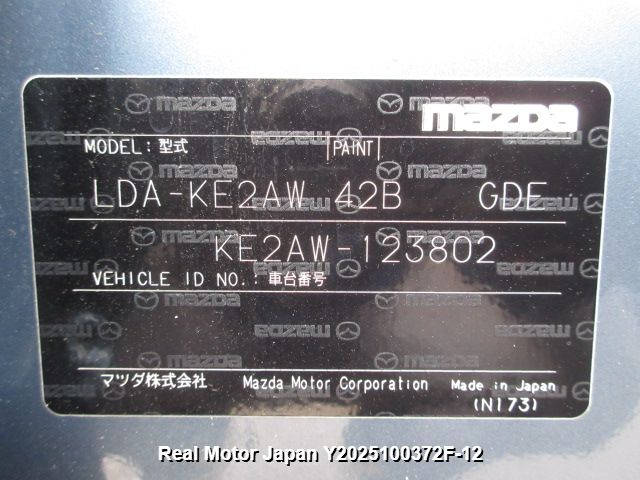 mazda
MODEL: 型式 PAINT
LDA-KE2AW 42B GDE
KE2AW-123802
VEHICLE ID NO.: 車台番号
マツダ株式会社 Mazda Motor Corporation Made in Japan
(N173)
Real Motor Japan Y2025100372F-12